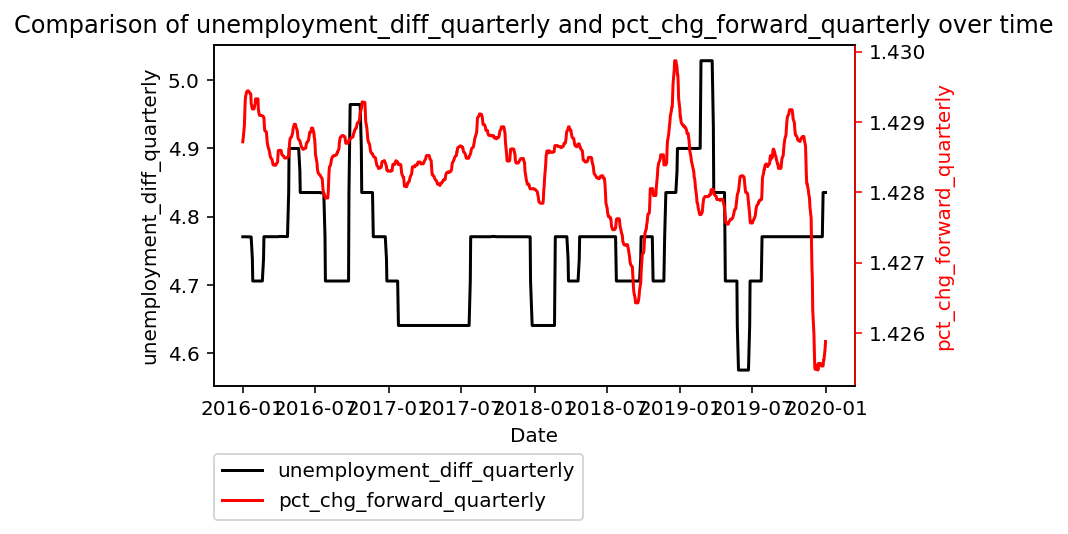 Comparison of unemployment_diff_quarterly and pct_chg_forward_quarterly over time
unemployment_diff_quarterly
5.0
4.9
4.8
4.7
4.6
1.430
1.429
1.428
1.427
1.426
pct_chg_forward_quarterly
2016-01 2016-07 2017-01 2017-07 2018-01 2018-07 2019-01 2019-07 2020-01
Date
unemployment_diff_quarterly
pct_chg_forward_quarterly